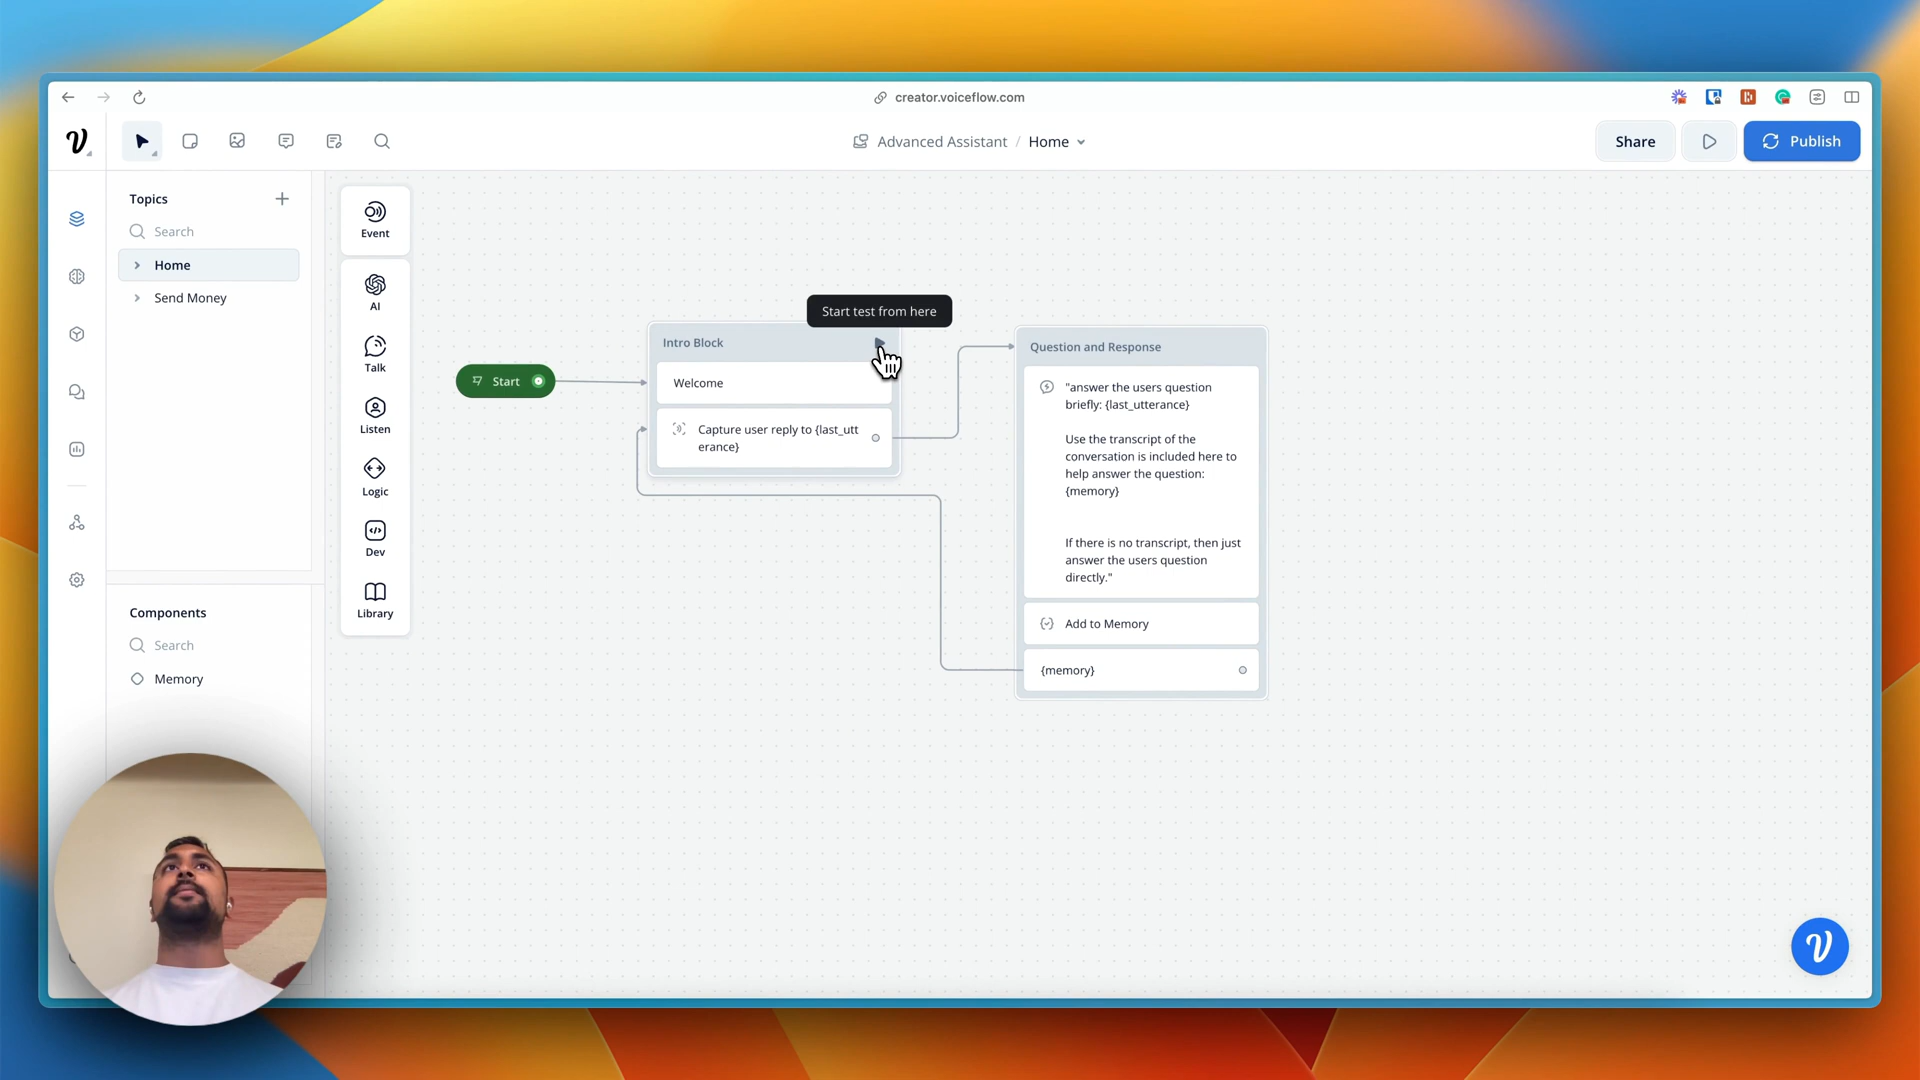 creator.voiceflow.com
Advanced Assistant / Home
Share
Publish
Topics
Search
Home
Send Money
Components
Search
Memory
Event
AI
Talk
Listen
Logic
Dev
Library
Start
Start test from here
Intro Block
Welcome
Capture user reply to {last_utt
erance}
Question and Response
"answer the users question
briefly: {last_utterance}
Use the transcript of the
conversation is included here to
help answer the question:
{memory}
If there is no transcript, then just
answer the users question
directly."
Add to Memory
{memory}